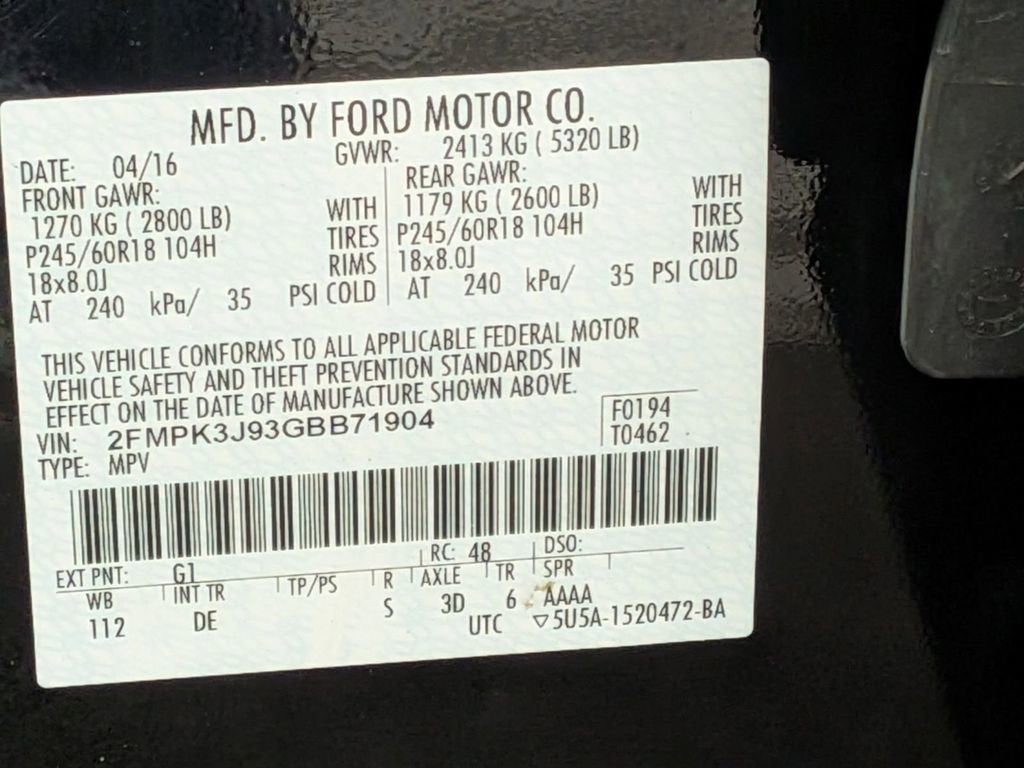 MFD. BY FORD MOTOR CO.
DATE: 04/16 GVWR: 2413 KG ( 5320 LB)
FRONT GAWR: REAR GAWR:
1270 KG ( 2800 LB) WITH 1179 KG ( 2600 LB) WITH
P245/60R18 104H TIRES P245/60R18 104H TIRES
18x8.0J RIMS 18x8.0J RIMS
AT 240 kPa/ 35 PSI COLD AT 240 kPa/ 35 PSI COLD
THIS VEHICLE CONFORMS TO ALL APPLICABLE FEDERAL MOTOR
VEHICLE SAFETY AND THEFT PREVENTION STANDARDS IN
EFFECT ON THE DATE OF MANUFACTURE SHOWN ABOVE.
VIN: 2FMPK3J93GBB71904 F0194
TYPE: MPV T0462
EXT PNT: G1 RC: 48 DSO:
WB INT TR TP/PS R AXLE TR SPR
112 DE S 3D 6 AAAA
UTC ▽5U5A-1520472-BA